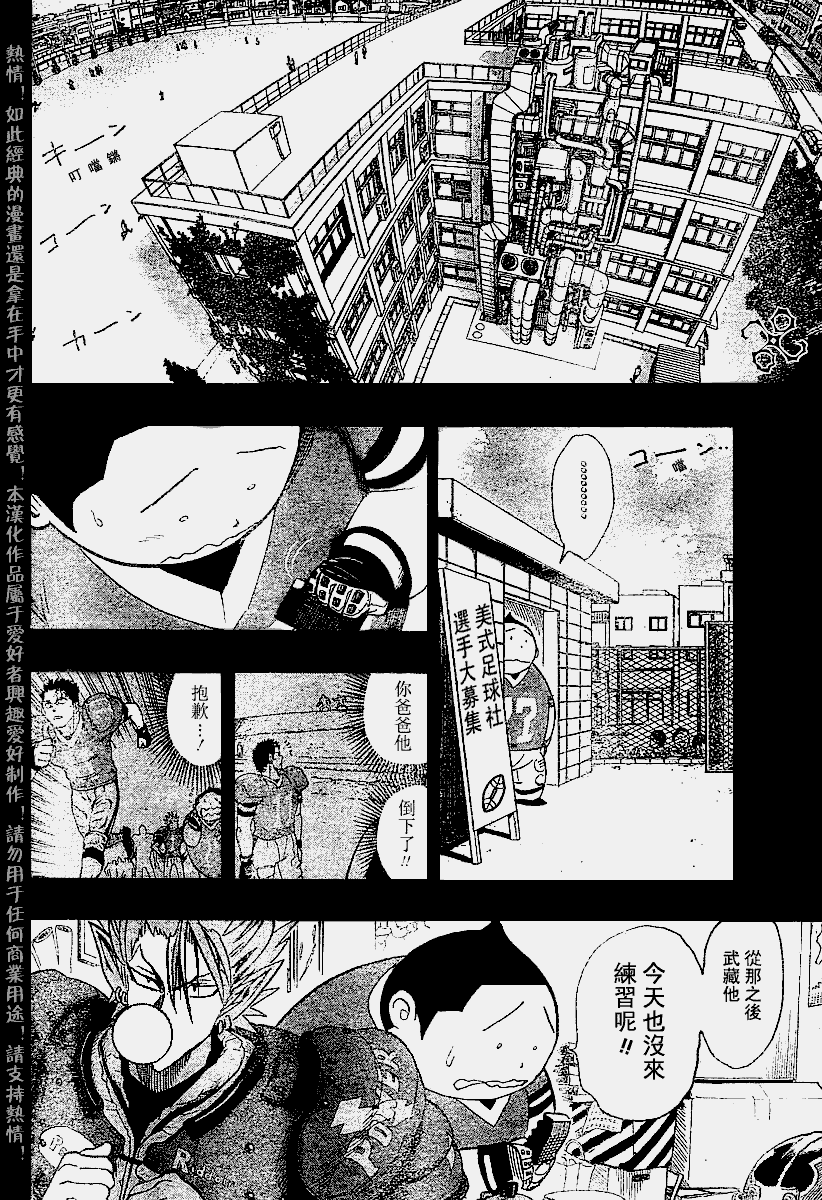 熱情！如此經典的漫畫還是拿在手中才更有感覺！本漢化作品屬于愛好者興趣愛好制作！請勿用于任何商業用途！請支持熱情！
キーン
叮噹鏘
コーン
カーン
コーン…
噹
………
美式足球社
選手大募集
7
你爸爸他
倒下了!!
抱歉…!
從那之後
武藏他
今天也沒來
練習呢!!
POWER